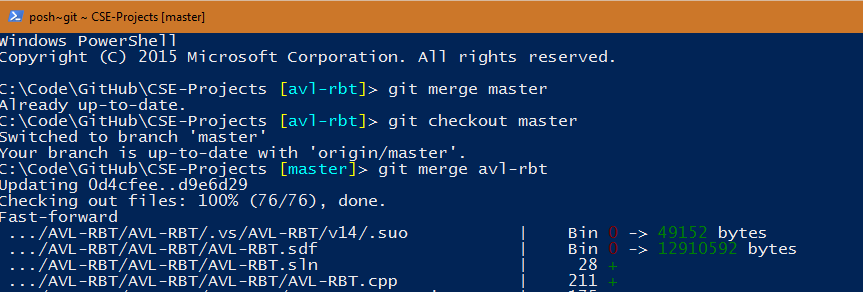 posh~git ~ CSE-Projects [master]
Windows PowerShell
Copyright (C) 2015 Microsoft Corporation. All rights reserved.
C:\Code\GitHub\CSE-Projects [avl-rbt]> git merge master
Already up-to-date.
C:\Code\GitHub\CSE-Projects [avl-rbt]> git checkout master
Switched to branch 'master'
Your branch is up-to-date with 'origin/master'.
C:\Code\GitHub\CSE-Projects [master]> git merge avl-rbt
Updating 0d4cfee..d9e6d29
Checking out files: 100% (76/76), done.
Fast-forward
.../AVL-RBT/AVL-RBT/.vs/AVL-RBT/v14/.suo | Bin 0 -> 49152 bytes
.../AVL-RBT/AVL-RBT/AVL-RBT.sdf | Bin 0 -> 12910592 bytes
.../AVL-RBT/AVL-RBT/AVL-RBT.sln | 28 +
.../AVL-RBT/AVL-RBT/AVL-RBT/AVL-RBT.cpp | 211 +